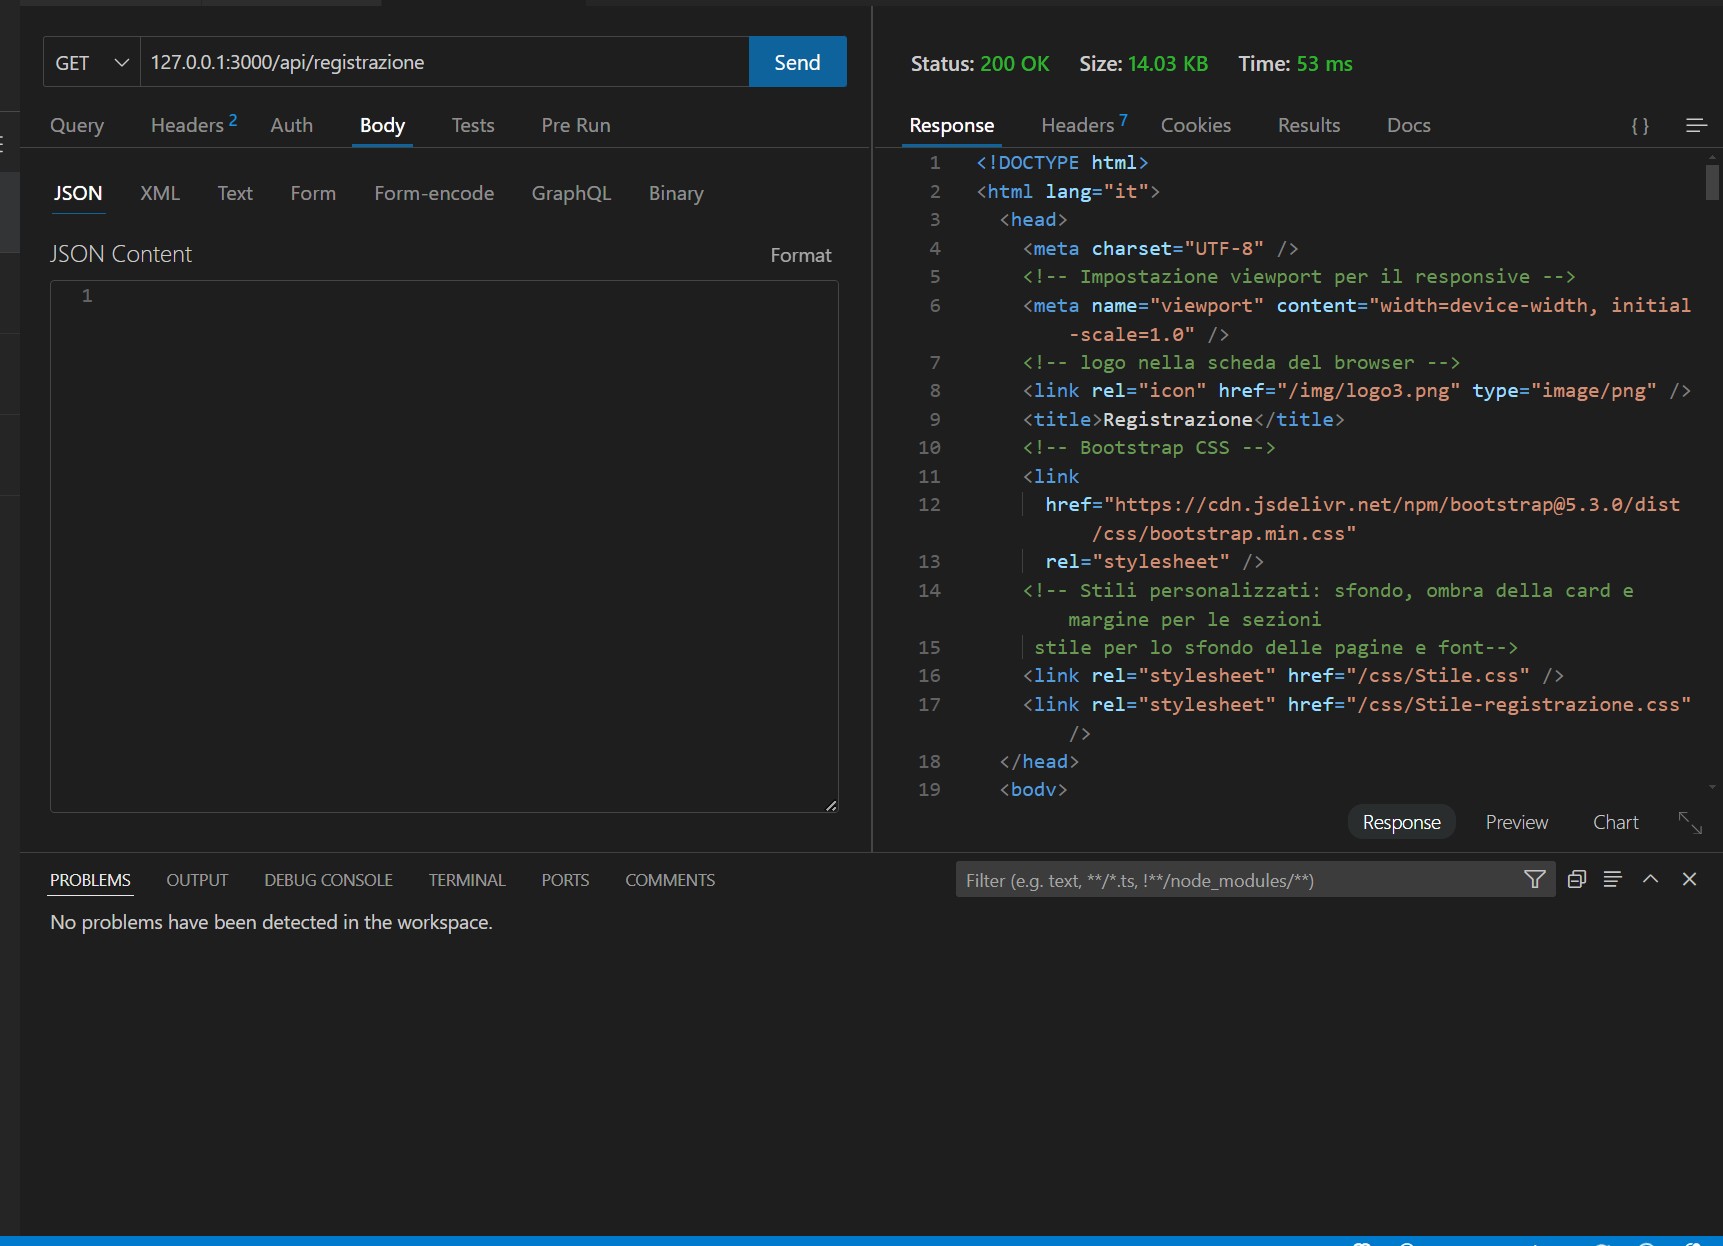 GET 127.0.0.1:3000/api/registrazione Send
Query Headers 2 Auth Body Tests Pre Run
JSON XML Text Form Form-encode GraphQL Binary
JSON Content Format
1
Status: 200 OK Size: 14.03 KB Time: 53 ms
Response Headers 7 Cookies Results Docs { }
1 <!DOCTYPE html>
2 <html lang="it">
3 <head>
4 <meta charset="UTF-8" />
5 <!-- Impostazione viewport per il responsive -->
6 <meta name="viewport" content="width=device-width, initial
-scale=1.0" />
7 <!-- logo nella scheda del browser -->
8 <link rel="icon" href="/img/logo3.png" type="image/png" />
9 <title>Registrazione</title>
10 <!-- Bootstrap CSS -->
11 <link
12 href="https://cdn.jsdelivr.net/npm/bootstrap@5.3.0/dist
/css/bootstrap.min.css"
13 rel="stylesheet" />
14 <!-- Stili personalizzati: sfondo, ombra della card e
margine per le sezioni
15 stile per lo sfondo delle pagine e font-->
16 <link rel="stylesheet" href="/css/Stile.css" />
17 <link rel="stylesheet" href="/css/Stile-registrazione.css"
/>
18 </head>
19 <body>
Response Preview Chart
PROBLEMS OUTPUT DEBUG CONSOLE TERMINAL PORTS COMMENTS Filter (e.g. text, **/*.ts, !**/node_modules/**)
No problems have been detected in the workspace.